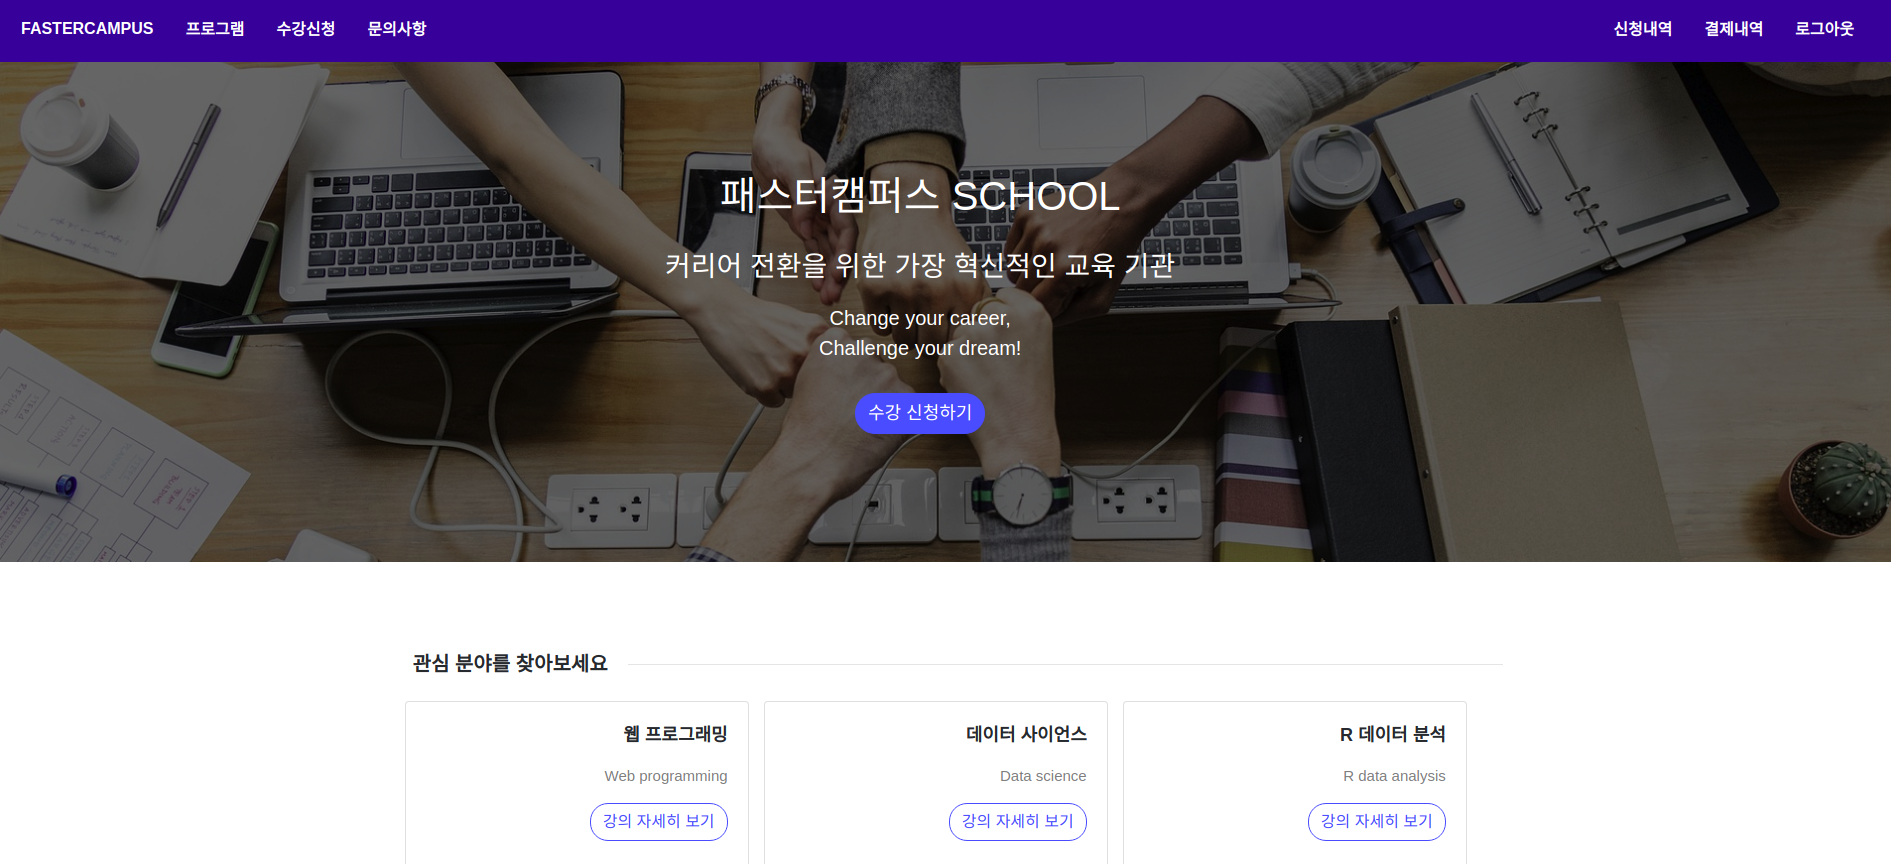 FASTERCAMPUS 프로그램 수강신청 문의사항 신청내역 결제내역 로그아웃
패스터캠퍼스 SCHOOL
커리어 전환을 위한 가장 혁신적인 교육 기관
Change your career,
Challenge your dream!
수강 신청하기
관심 분야를 찾아보세요
웹 프로그래밍
Web programming
강의 자세히 보기
데이터 사이언스
Data science
강의 자세히 보기
R 데이터 분석
R data analysis
강의 자세히 보기